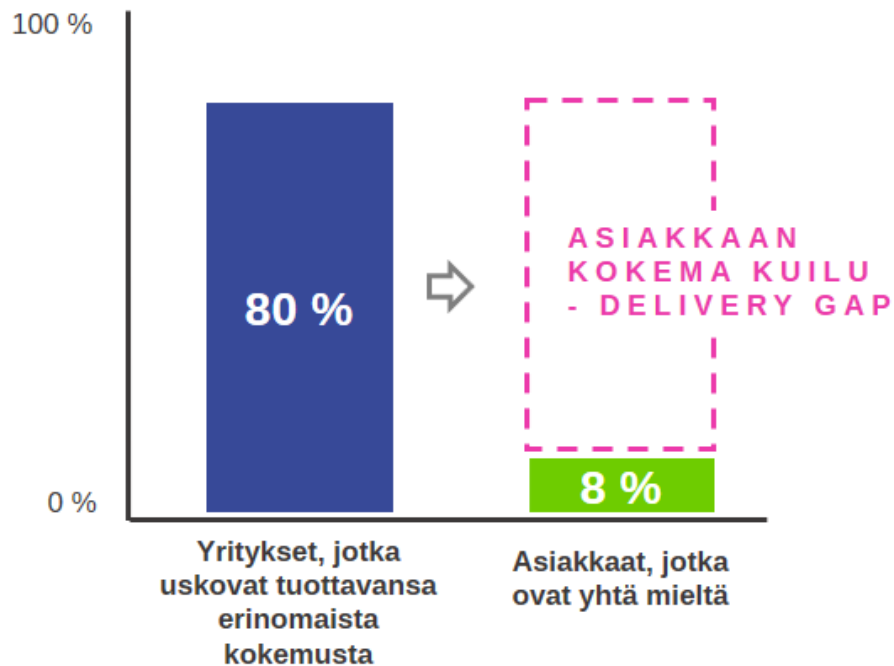 100 %
80 %
ASIAKKAAN
KOKEMA KUILU
- DELIVERY GAP
8 %
0 %
Yritykset, jotka
uskovat tuottavansa
erinomaista
kokemusta
Asiakkaat, jotka
ovat yhtä mieltä